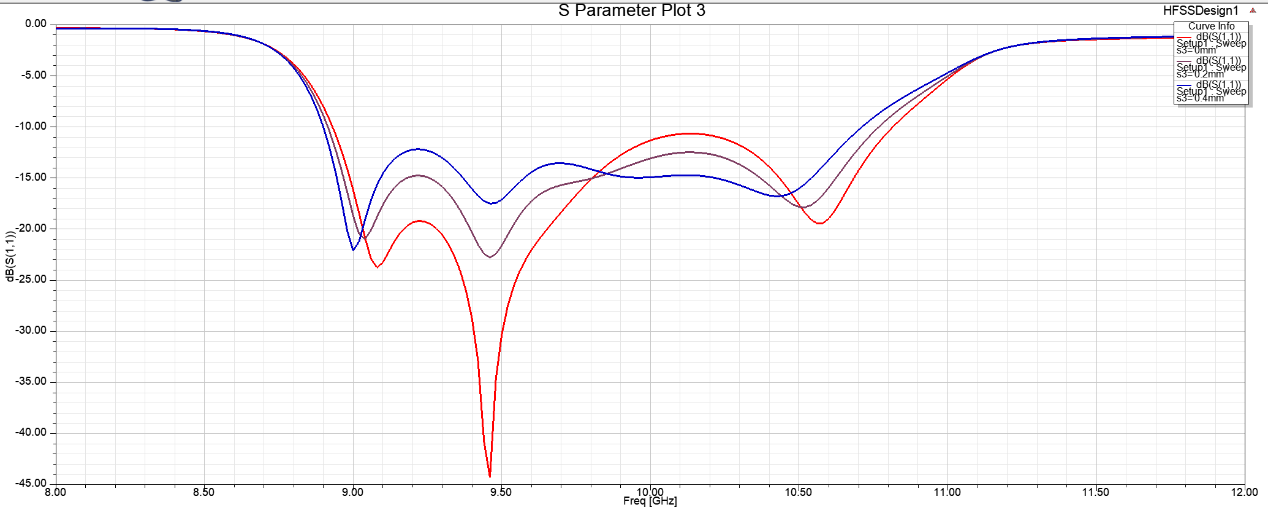 S Parameter Plot 3
HFSSDesign1
Curve Info
dB(S(1,1))
Setup1 : Sweep
s3='0mm'
dB(S(1,1))
Setup1 : Sweep
s3='0.2mm'
dB(S(1,1))
Setup1 : Sweep
s3='0.4mm'
0.00
-5.00
-10.00
-15.00
-20.00
-25.00
-30.00
-35.00
-40.00
-45.00
dB(S(1,1))
8.00 8.50 9.00 9.50 10.00 10.50 11.00 11.50 12.00
Freq [GHz]